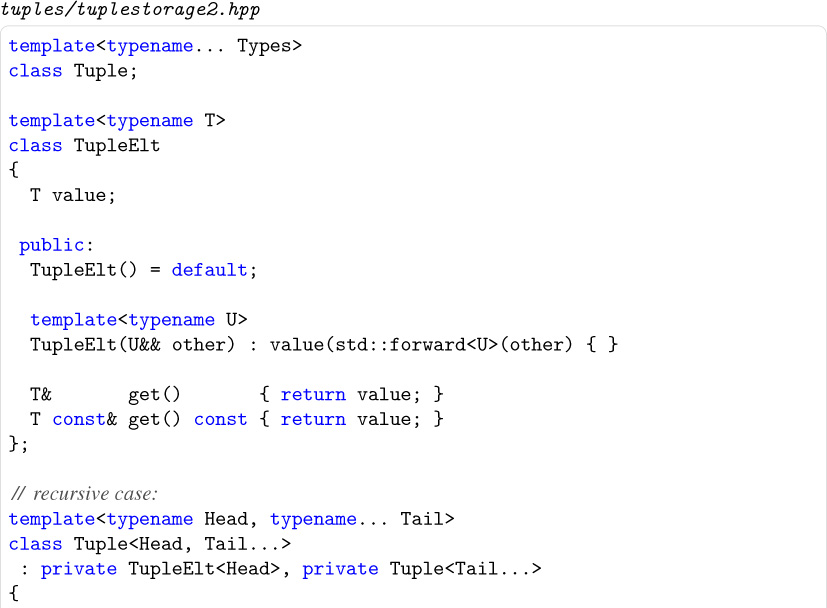 tuples/tuplestorage2.hpp
template<typename... Types>
class Tuple;
template<typename T>
class TupleElt
{
  T value;
 public:
  TupleElt() = default;
  template<typename U>
  TupleElt(U&& other) : value(std::forward<U>(other) { }
  T&       get()       { return value; }
  T const& get() const { return value; }
};
// recursive case:
template<typename Head, typename... Tail>
class Tuple<Head, Tail...>
 : private TupleElt<Head>, private Tuple<Tail...>
{